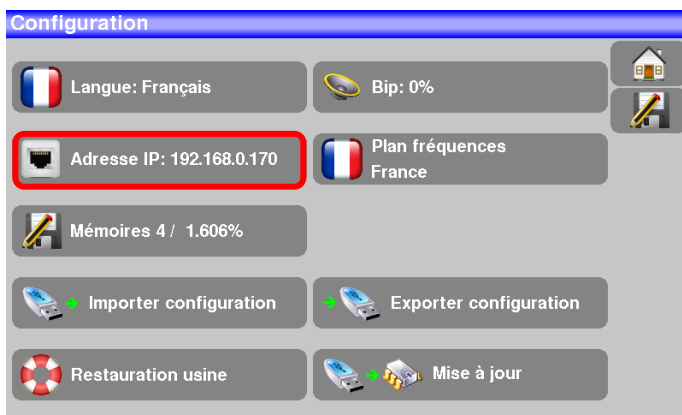 Configuration
Langue: Français
Bip: 0%
Adresse IP: 192.168.0.170
Plan fréquences
France
Mémoires 4 / 1.606%
Importer configuration
Exporter configuration
Restauration usine
Mise à jour